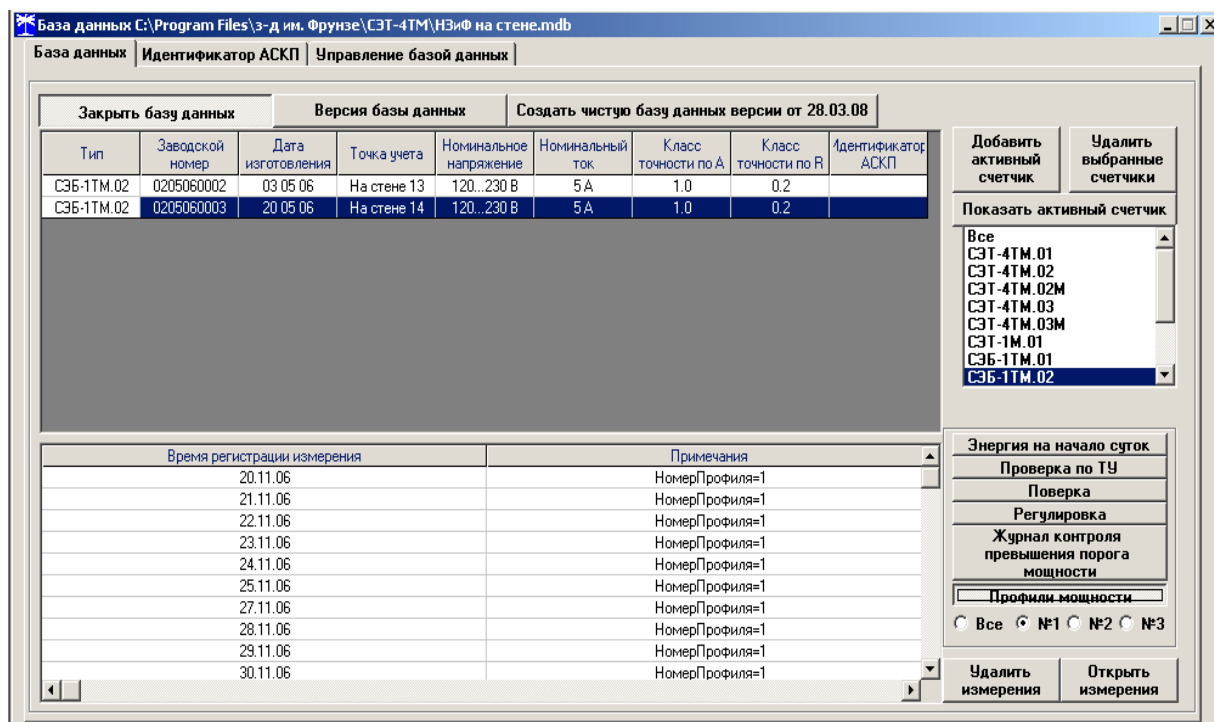 База данных C:\Program Files\з-д им. Фрунзе\СЭТ-4ТМ\НЗиФ на стене.mdb
База данных Идентификатор АСКП Управление базой данных
Закрыть базу данных Версия базы данных Создать чистую базу данных версии от 28.03.08
Тип Заводской номер Дата изготовления Точка учета Номинальное напряжение Номинальный ток Класс точности по А Класс точности по R Идентификатор АСКП
СЭБ-1ТМ.02 0205060002 03 05 06 На стене 13 120...230 В 5 А 1.0 0.2
СЭБ-1ТМ.02 0205060003 20 05 06 На стене 14 120...230 В 5 А 1.0 0.2
Добавить активный счетчик
Удалить выбранные счетчики
Показать активный счетчик
Все
СЭТ-4ТМ.01
СЭТ-4ТМ.02
СЭТ-4ТМ.02М
СЭТ-4ТМ.03
СЭТ-4ТМ.03М
СЭТ-1М.01
СЭБ-1ТМ.01
СЭБ-1ТМ.02
Время регистрации измерения Примечания
20.11.06 НомерПрофиля=1
21.11.06 НомерПрофиля=1
22.11.06 НомерПрофиля=1
23.11.06 НомерПрофиля=1
24.11.06 НомерПрофиля=1
25.11.06 НомерПрофиля=1
27.11.06 НомерПрофиля=1
28.11.06 НомерПрофиля=1
29.11.06 НомерПрофиля=1
30.11.06 НомерПрофиля=1
Энергия на начало суток
Проверка по ТУ
Поверка
Регулировка
Журнал контроля
превышения порога
мощности
Профили мощности
Все №1 №2 №3
Удалить измерения
Открыть измерения